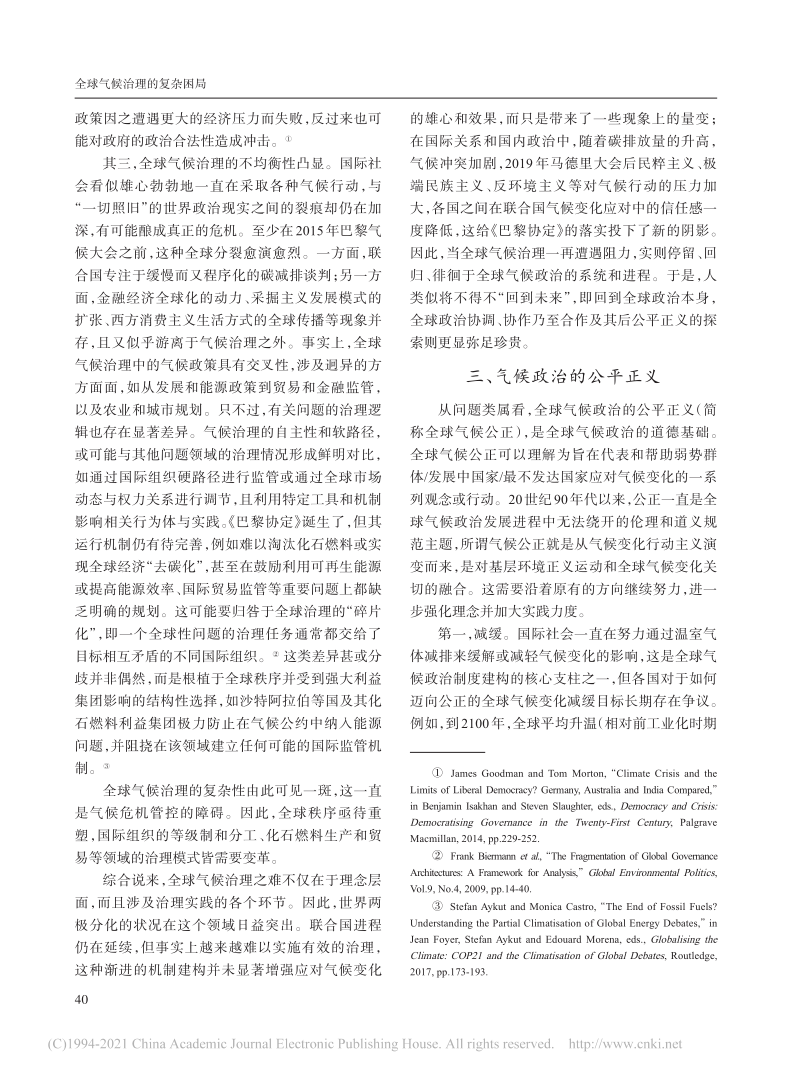 全球气候治理的复杂困局
政策因之遭遇更大的经济压力而失败,反过来也可
能对政府的政治合法性造成冲击。①
其三,全球气候治理的不均衡性凸显。国际社
会看似雄心勃勃地一直在采取各种气候行动,与
“一切照旧”的世界政治现实之间的裂痕却仍在加
深,有可能酿成真正的危机。至少在2015年巴黎气
候大会之前,这种全球分裂愈演愈烈。一方面,联
合国专注于缓慢而又程序化的碳减排谈判;另一方
面,金融经济全球化的动力、采掘主义发展模式的
扩张、西方消费主义生活方式的全球传播等现象并
存,且又似乎游离于气候治理之外。事实上,全球
气候治理中的气候政策具有交叉性,涉及迥异的方
方面面,如从发展和能源政策到贸易和金融监管,
以及农业和城市规划。只不过,有关问题的治理逻
辑也存在显著差异。气候治理的自主性和软路径,
或可能与其他问题领域的治理情况形成鲜明对比,
如通过国际组织硬路径进行监管或通过全球市场
动态与权力关系进行调节,且利用特定工具和机制
影响相关行为体与实践。《巴黎协定》诞生了,但其
运行机制仍有待完善,例如难以淘汰化石燃料或实
现全球经济“去碳化”,甚至在鼓励利用可再生能源
或提高能源效率、国际贸易监管等重要问题上都缺
乏明确的规划。这可能要归咎于全球治理的“碎片
化”,即一个全球性问题的治理任务通常都交给了
目标相互矛盾的不同国际组织。② 这类差异甚或分
歧并非偶然,而是根植于全球秩序并受到强大利益
集团影响的结构性选择,如沙特阿拉伯等国及其化
石燃料利益集团极力防止在气候公约中纳入能源
问题,并阻挠在该领域建立任何可能的国际监管机
制。③
全球气候治理的复杂性由此可见一斑,这一直
是气候危机管控的障碍。因此,全球秩序亟待重
塑,国际组织的等级制和分工、化石燃料生产和贸
易等领域的治理模式皆需要变革。
综合说来,全球气候治理之难不仅在于理念层
面,而且涉及治理实践的各个环节。因此,世界两
极分化的状况在这个领域日益突出。联合国进程
仍在延续,但事实上越来越难以实施有效的治理,
这种渐进的机制建构并未显著增强应对气候变化
的雄心和效果,而只是带来了一些现象上的量变;
在国际关系和国内政治中,随着碳排放量的升高,
气候冲突加剧,2019年马德里大会后民粹主义、极
端民族主义、反环境主义等对气候行动的压力加
大,各国之间在联合国气候变化应对中的信任感一
度降低,这给《巴黎协定》的落实投下了新的阴影。
因此,当全球气候治理一再遭遇阻力,实则停留、回
归、徘徊于全球气候政治的系统和进程。于是,人
类似将不得不“回到未来”,即回到全球政治本身,
全球政治协调、协作乃至合作及其后公平正义的探
索则更显弥足珍贵。
三、气候政治的公平正义
从问题类属看,全球气候政治的公平正义(简
称全球气候公正),是全球气候政治的道德基础。
全球气候公正可以理解为旨在代表和帮助弱势群
体/发展中国家/最不发达国家应对气候变化的一系
列观念或行动。20世纪90年代以来,公正一直是全
球气候政治发展进程中无法绕开的伦理和道义规
范主题,所谓气候公正就是从气候变化行动主义演
变而来,是对基层环境正义运动和全球气候变化关
切的融合。这需要沿着原有的方向继续努力,进一
步强化理念并加大实践力度。
第一,减缓。国际社会一直在努力通过温室气
体减排来缓解或减轻气候变化的影响,这是全球气
候政治制度建构的核心支柱之一,但各国对于如何
迈向公正的全球气候变化减缓目标长期存在争议。
例如,到2100年,全球平均升温(相对前工业化时期
① James Goodman and Tom Morton, “Climate Crisis and the
Limits of Liberal Democracy? Germany, Australia and India Compared,”
in Benjamin Isakhan and Steven Slaughter, eds., Democracy and Crisis:
Democratising Governance in the Twenty-First Century, Palgrave
Macmillan, 2014, pp.229-252.
② Frank Biermann et al., “The Fragmentation of Global Governance
Architectures: A Framework for Analysis,” Global Environmental Politics,
Vol.9, No.4, 2009, pp.14-40.
③ Stefan Aykut and Monica Castro, “The End of Fossil Fuels?
Understanding the Partial Climatisation of Global Energy Debates,” in
Jean Foyer, Stefan Aykut and Edouard Morena, eds., Globalising the
Climate: COP21 and the Climatisation of Global Debates, Routledge,
2017, pp.173-193.
40
(C)1994-2021 China Academic Journal Electronic Publishing House. All rights reserved. http://www.cnki.net